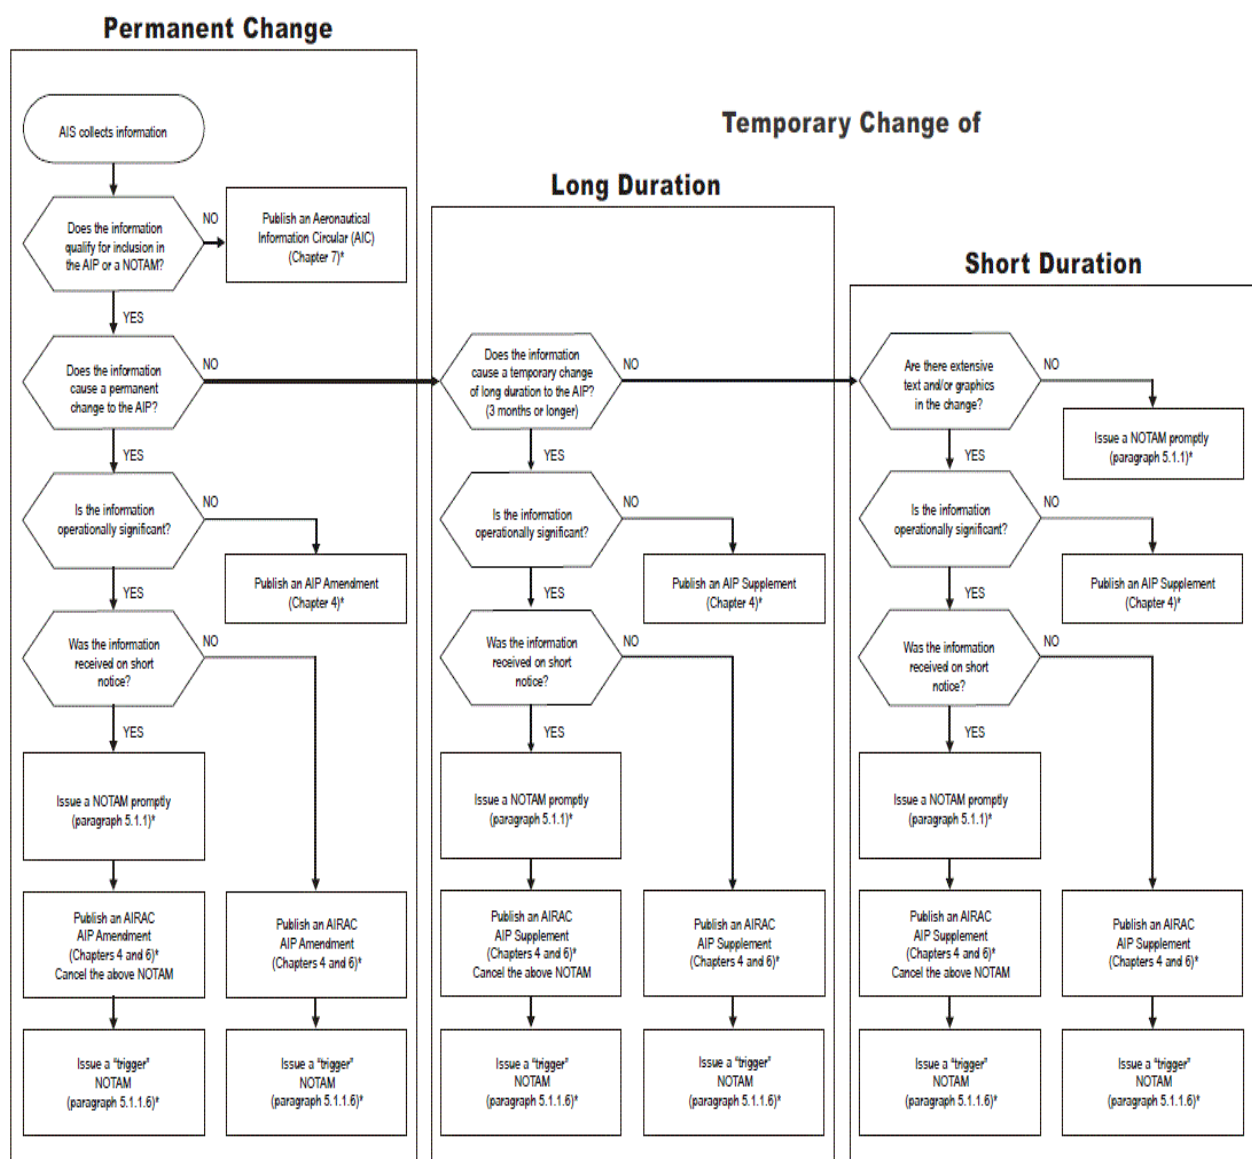 Permanent Change
AIS collects information
Does the information
qualify for inclusion in
the AIP or a NOTAM?
NO
Publish an Aeronautical
Information Circular (AIC)
(Chapter 7)*
YES
Does the information
cause a permanent
change to the AIP?
NO
YES
Is the information
operationally significant?
NO
Publish an AIP Amendment
(Chapter 4)*
YES
Was the information
received on short
notice?
NO
YES
Issue a NOTAM promptly
(paragraph 5.1.1)*
Publish an AIRAC
AIP Amendment
(Chapters 4 and 6)*
Cancel the above NOTAM
Publish an AIRAC
AIP Amendment
(Chapters 4 and 6)*
Issue a "trigger"
NOTAM
(paragraph 5.1.1.6)*
Issue a "trigger"
NOTAM
(paragraph 5.1.1.6)*
Temporary Change of
Long Duration
Does the information
cause a temporary change
of long duration to the AIP?
(3 months or longer)
NO
YES
Is the information
operationally significant?
NO
Publish an AIP Supplement
(Chapter 4)*
YES
Was the information
received on short
notice?
NO
YES
Issue a NOTAM promptly
(paragraph 5.1.1)*
Publish an AIRAC
AIP Supplement
(Chapters 4 and 6)*
Cancel the above NOTAM
Publish an AIRAC
AIP Supplement
(Chapters 4 and 6)*
Issue a "trigger"
NOTAM
(paragraph 5.1.1.6)*
Issue a "trigger"
NOTAM
(paragraph 5.1.1.6)*
Short Duration
Are there extensive
text and/or graphics
in the change?
NO
Issue a NOTAM promptly
(paragraph 5.1.1)*
YES
Is the information
operationally significant?
NO
Publish an AIP Supplement
(Chapter 4)*
YES
Was the information
received on short
notice?
NO
YES
Issue a NOTAM promptly
(paragraph 5.1.1)*
Publish an AIRAC
AIP Supplement
(Chapters 4 and 6)*
Cancel the above NOTAM
Publish an AIRAC
AIP Supplement
(Chapters 4 and 6)*
Issue a "trigger"
NOTAM
(paragraph 5.1.1.6)*
Issue a "trigger"
NOTAM
(paragraph 5.1.1.6)*